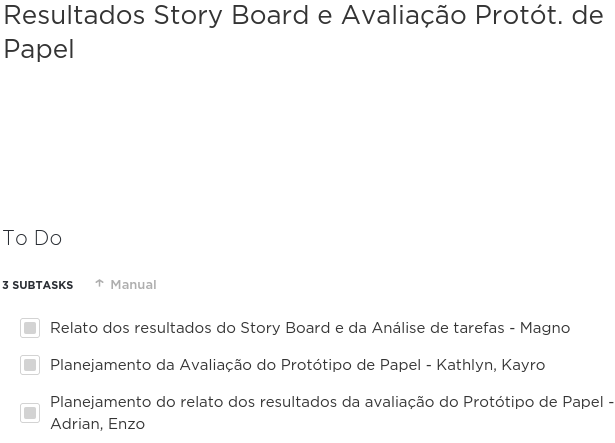 Resultados Story Board e Avaliação Protót. de
Papel
To Do
3 SUBTASKS ↑ Manual
Relato dos resultados do Story Board e da Análise de tarefas - Magno
Planejamento da Avaliação do Protótipo de Papel - Kathlyn, Kayro
Planejamento do relato dos resultados da avaliação do Protótipo de Papel -
Adrian, Enzo